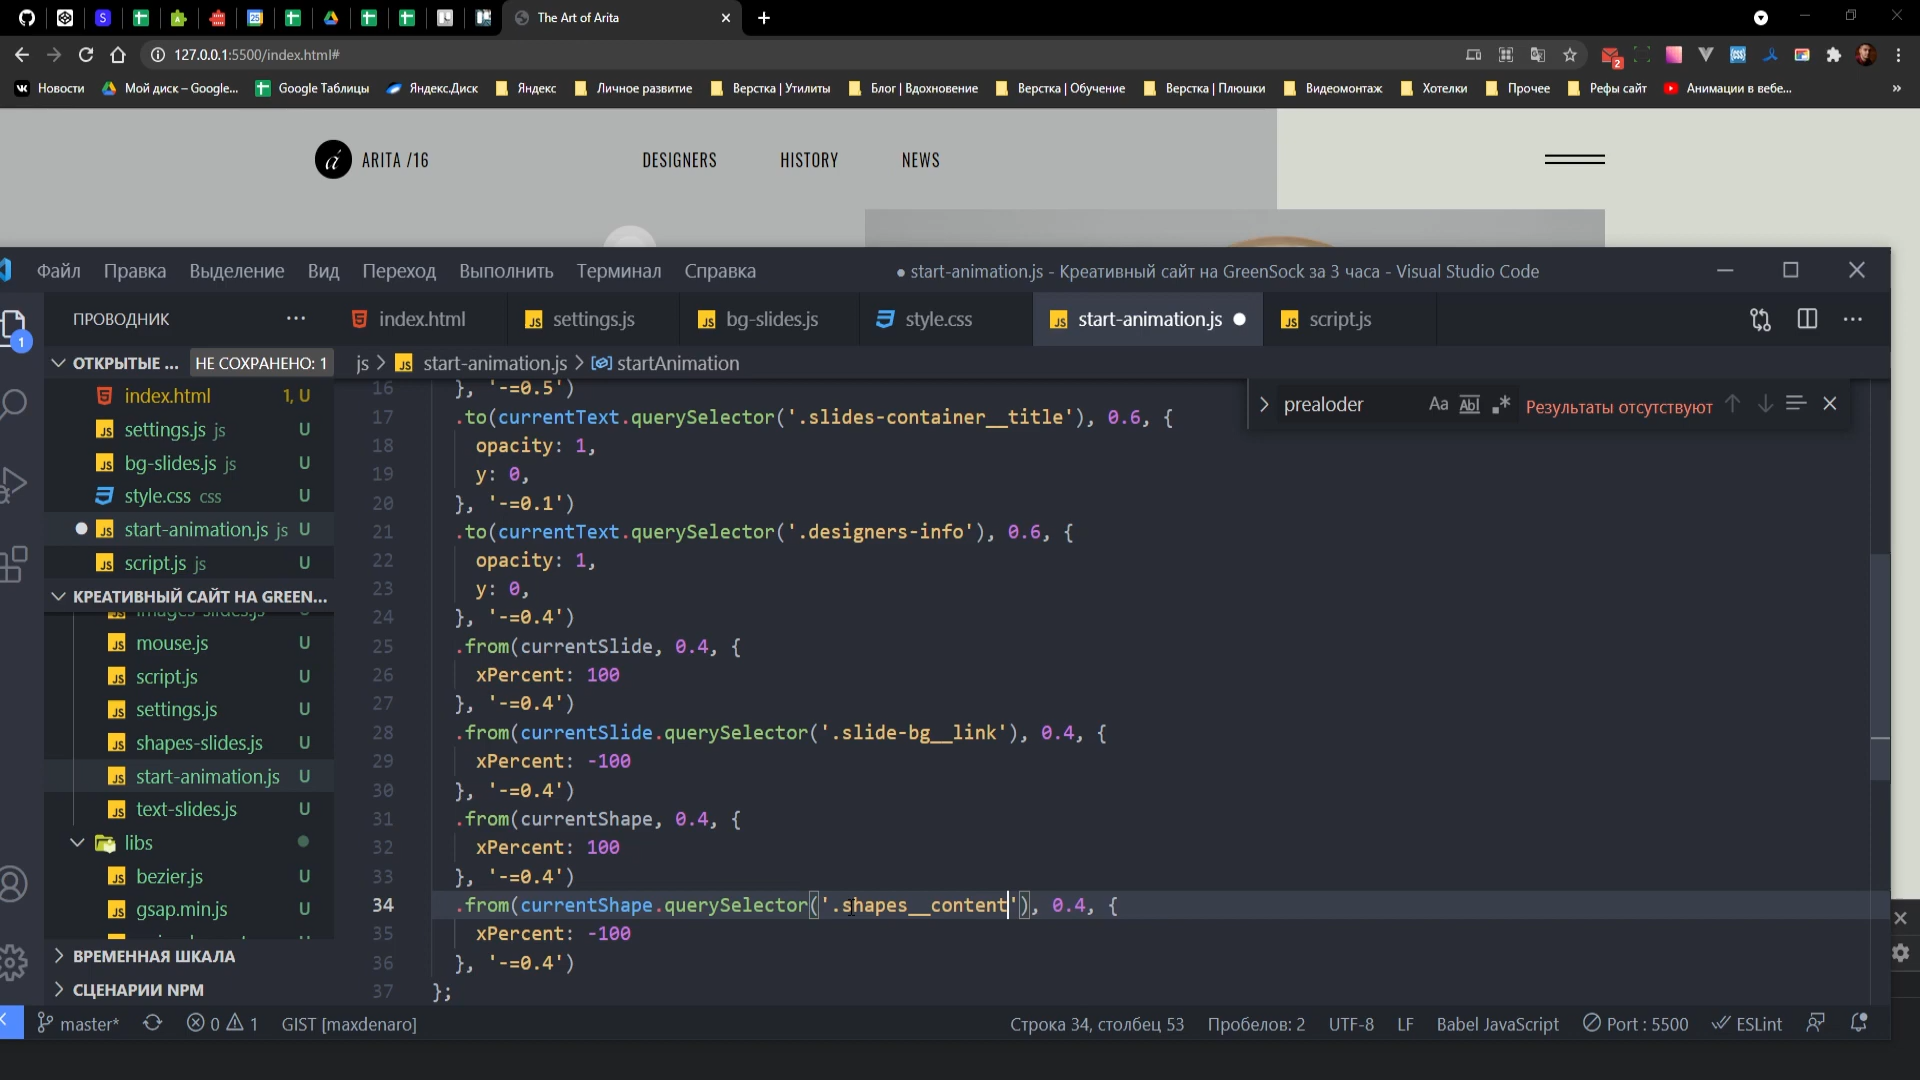 The Art of Arita
127.0.0.1:5500/index.html#
Новости
Мой диск – Google...
Google Таблицы
Яндекс.Диск
Яндекс
Личное развитие
Верстка | Утилиты
Блог | Вдохновение
Верстка | Обучение
Верстка | Плюшки
Видеомонтаж
Хотелки
Прочее
Рефы сайт
Анимации в вебе...
»
ARITA /16
DESIGNERS
HISTORY
NEWS
Файл
Правка
Выделение
Вид
Переход
Выполнить
Терминал
Справка
● start-animation.js - Креативный сайт на GreenSock за 3 часа - Visual Studio Code
ПРОВОДНИК
index.html
settings.js
bg-slides.js
style.css
start-animation.js
script.js
ОТКРЫТЫЕ ...
НЕ СОХРАНЕНО: 1
js > start-animation.js > startAnimation
prealoder
Aa
Abl
Результаты отсутствуют
index.html 1, U
settings.js js U
bg-slides.js js U
style.css css U
start-animation.js js U
script.js js U
КРЕАТИВНЫЙ САЙТ НА GREEN...
images-slides.js
mouse.js U
script.js U
settings.js U
shapes-slides.js U
start-animation.js U
text-slides.js U
libs
bezier.js U
gsap.min.js U
ВРЕМЕННАЯ ШКАЛА
СЦЕНАРИИ NPM
16 }, '-=0.5')
17 .to(currentText.querySelector('.slides-container__title'), 0.6, {
18 opacity: 1,
19 y: 0,
20 }, '-=0.1')
21 .to(currentText.querySelector('.designers-info'), 0.6, {
22 opacity: 1,
23 y: 0,
24 }, '-=0.4')
25 .from(currentSlide, 0.4, {
26 xPercent: 100
27 }, '-=0.4')
28 .from(currentSlide.querySelector('.slide-bg__link'), 0.4, {
29 xPercent: -100
30 }, '-=0.4')
31 .from(currentShape, 0.4, {
32 xPercent: 100
33 }, '-=0.4')
34 .from(currentShape.querySelector('.shapes__content'), 0.4, {
35 xPercent: -100
36 }, '-=0.4')
37 };
master*
0
1
GIST [maxdenaro]
Строка 34, столбец 53
Пробелов: 2
UTF-8
LF
Babel JavaScript
Port : 5500
ESLint